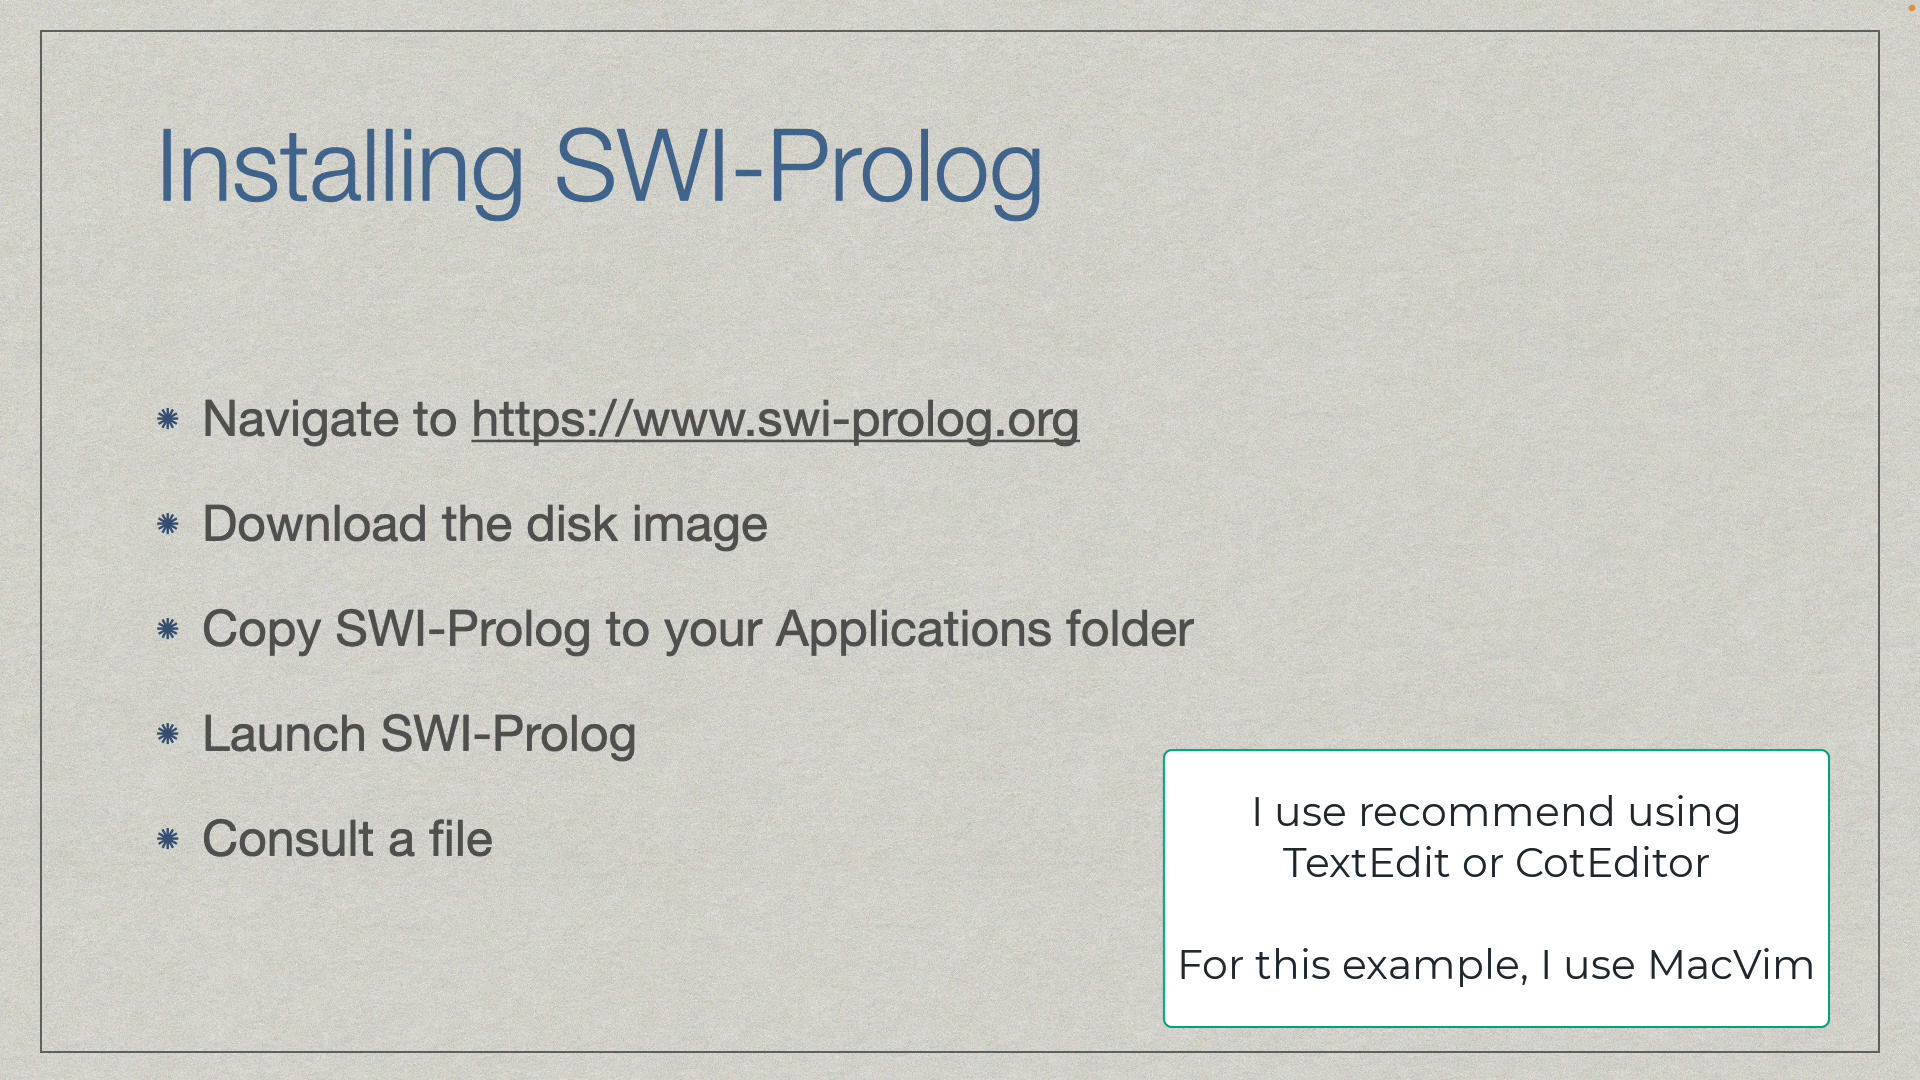 Installing SWI-Prolog
Navigate to https://www.swi-prolog.org
Download the disk image
Copy SWI-Prolog to your Applications folder
Launch SWI-Prolog
Consult a file
I use recommend using
TextEdit or CotEditor
For this example, I use MacVim